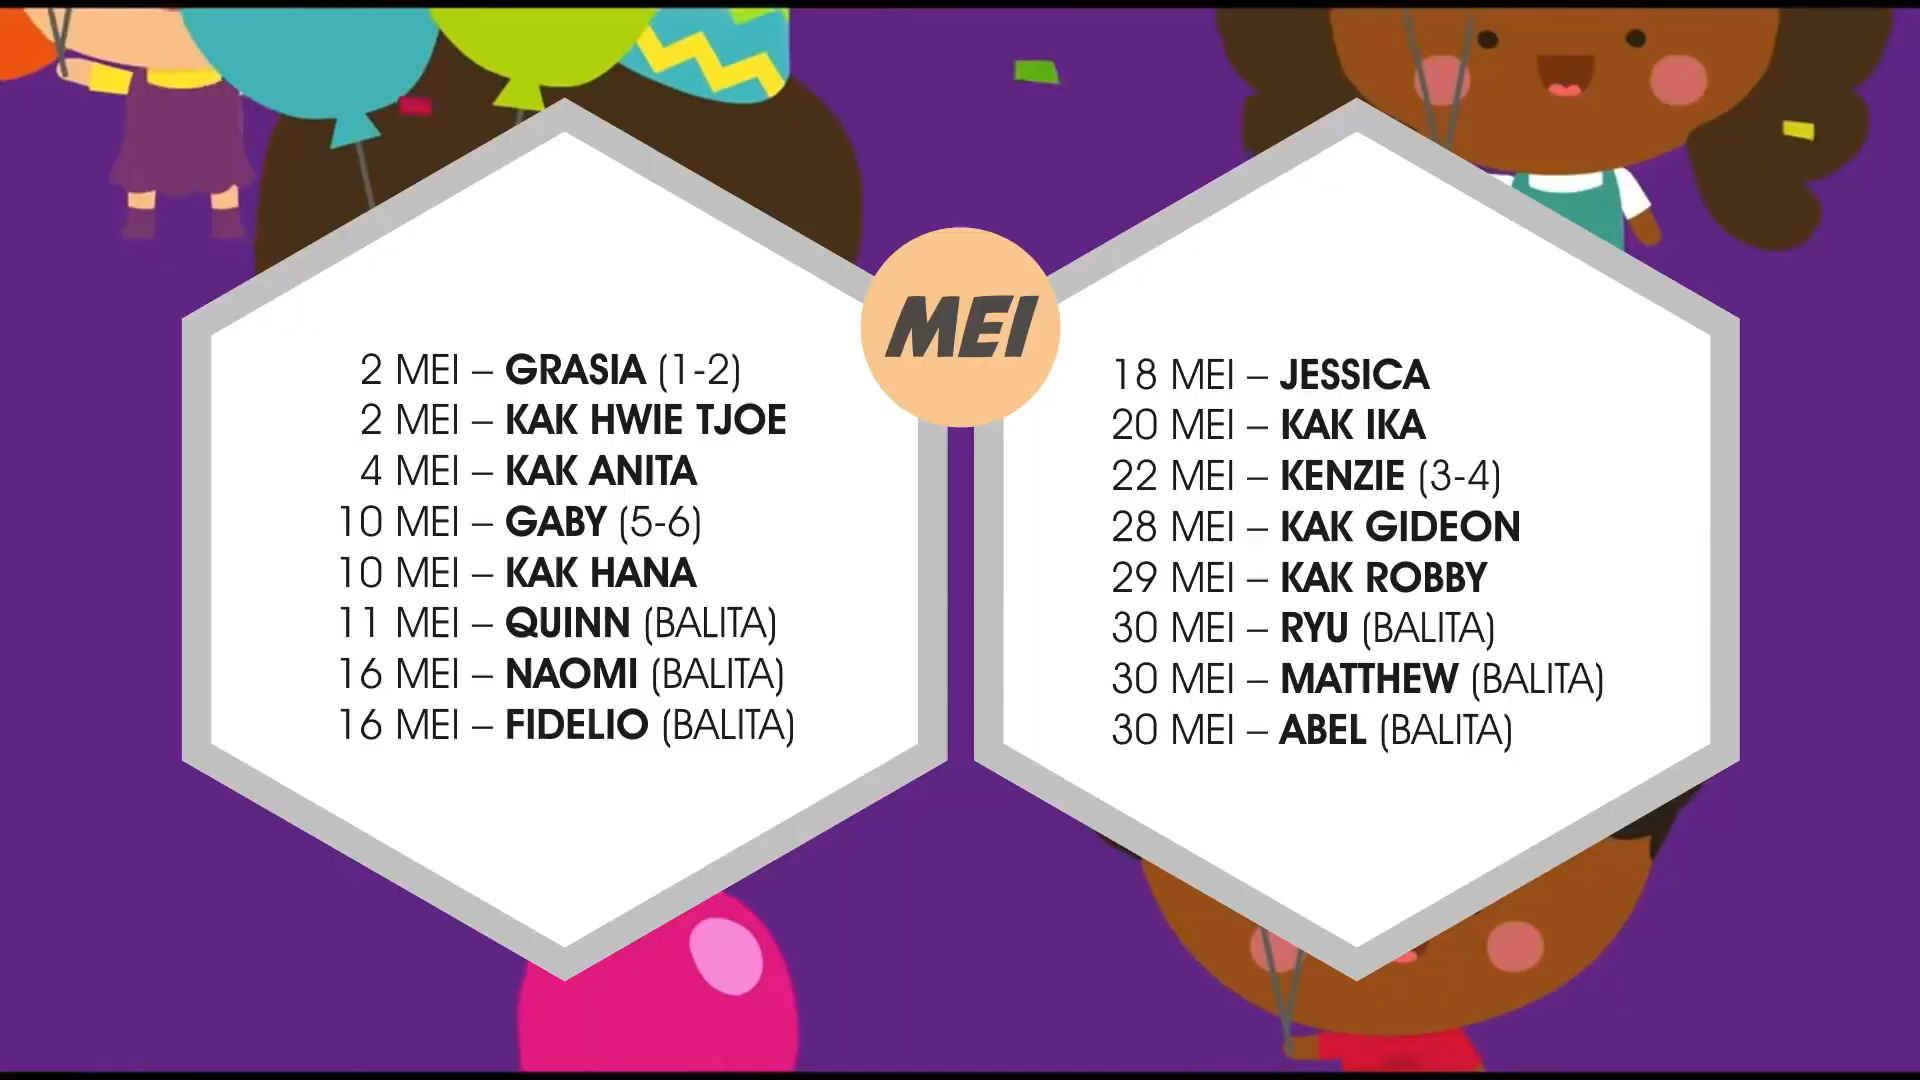 MEI
2 MEI – GRASIA (1-2)
2 MEI – KAK HWIE TJOE
4 MEI – KAK ANITA
10 MEI – GABY (5-6)
10 MEI – KAK HANA
11 MEI – QUINN (BALITA)
16 MEI – NAOMI (BALITA)
16 MEI – FIDELIO (BALITA)
18 MEI – JESSICA
20 MEI – KAK IKA
22 MEI – KENZIE (3-4)
28 MEI – KAK GIDEON
29 MEI – KAK ROBBY
30 MEI – RYU (BALITA)
30 MEI – MATTHEW (BALITA)
30 MEI – ABEL (BALITA)